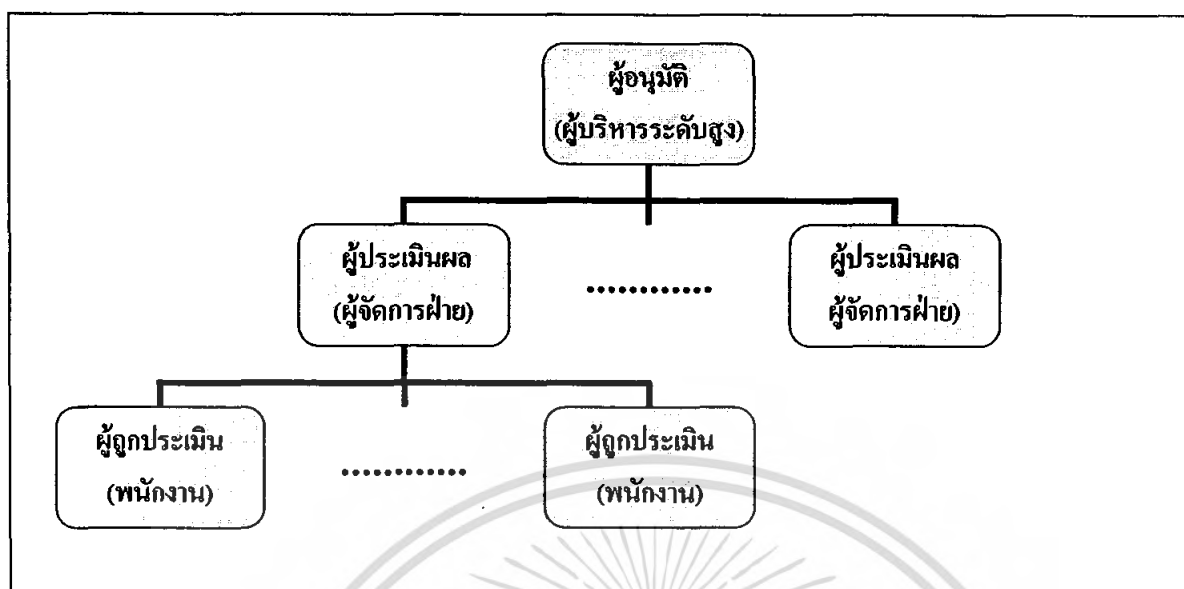 ผู้อนุมัติ
(ผู้บริหารระดับสูง)
ผู้ประเมินผล
(ผู้จัดการฝ่าย)
............
ผู้ประเมินผล
ผู้จัดการฝ่าย)
ผู้ถูกประเมิน
(พนักงาน)
............
ผู้ถูกประเมิน
(พนักงาน)